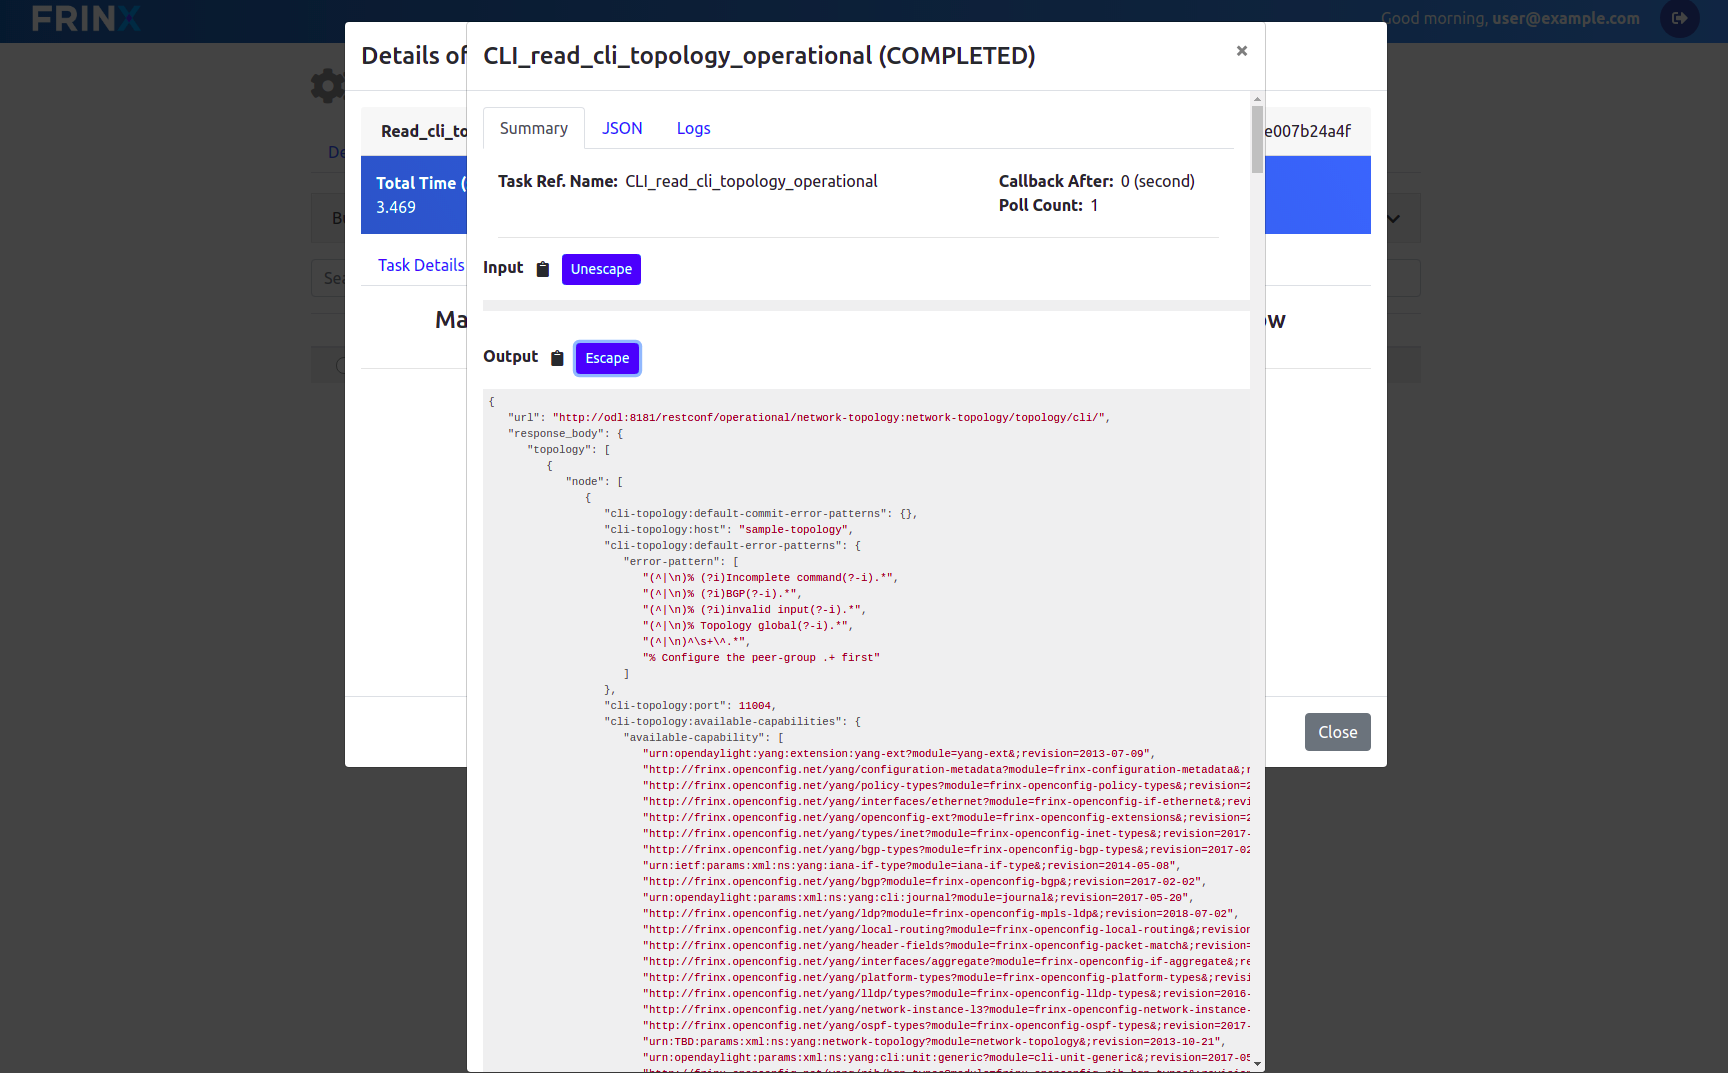 FRINX
Good morning, user@example.com
Details of
CLI_read_cli_topology_operational (COMPLETED)
×
Read_cli_to
e007b24a4f
Summary
JSON
Logs
De
Total Time (
3.469
Task Ref. Name: CLI_read_cli_topology_operational
Callback After: 0 (second)
Poll Count: 1
Task Details
Input
Unescape
Sea
Ma
ow
Output
Escape
{
"url": "http://odl:8181/restconf/operational/network-topology:network-topology/topology/cli/",
"response_body": {
"topology": [
{
"node": [
{
"cli-topology:default-commit-error-patterns": {},
"cli-topology:host": "sample-topology",
"cli-topology:default-error-patterns": {
"error-pattern": [
"(^|\n)% (?i)Incomplete command(?-i).*",
"(^|\n)% (?i)BGP(?-i).*",
"(^|\n)% (?i)invalid input(?-i).*",
"(^|\n)% Topology global(?-i).*",
"(^|\n)^\s+\^.*",
"% Configure the peer-group .+ first"
]
},
"cli-topology:port": 11004,
"cli-topology:available-capabilities": {
"available-capability": [
"urn:opendaylight:yang:extension:yang-ext?module=yang-ext&;revision=2013-07-09",
"http://frinx.openconfig.net/yang/configuration-metadata?module=frinx-configuration-metadata&;r
"http://frinx.openconfig.net/yang/policy-types?module=frinx-openconfig-policy-types&;revision=2
"http://frinx.openconfig.net/yang/interfaces/ethernet?module=frinx-openconfig-if-ethernet&;revi
"http://frinx.openconfig.net/yang/openconfig-ext?module=frinx-openconfig-extensions&;revision=2
"http://frinx.openconfig.net/yang/types/inet?module=frinx-openconfig-inet-types&;revision=2017-
"http://frinx.openconfig.net/yang/bgp-types?module=frinx-openconfig-bgp-types&;revision=2017-02
"urn:ietf:params:xml:ns:yang:iana-if-type?module=iana-if-type&;revision=2014-05-08",
"http://frinx.openconfig.net/yang/bgp?module=frinx-openconfig-bgp&;revision=2017-02-02",
"urn:opendaylight:params:xml:ns:yang:cli:journal?module=journal&;revision=2017-05-20",
"http://frinx.openconfig.net/yang/ldp?module=frinx-openconfig-mpls-ldp&;revision=2018-07-02",
"http://frinx.openconfig.net/yang/local-routing?module=frinx-openconfig-local-routing&;revision
"http://frinx.openconfig.net/yang/header-fields?module=frinx-openconfig-packet-match&;revision=
"http://frinx.openconfig.net/yang/interfaces/aggregate?module=frinx-openconfig-if-aggregate&;re
"http://frinx.openconfig.net/yang/platform-types?module=frinx-openconfig-platform-types&;revisi
"http://frinx.openconfig.net/yang/lldp/types?module=frinx-openconfig-lldp-types&;revision=2016-
"http://frinx.openconfig.net/yang/network-instance-l3?module=frinx-openconfig-network-instance-
"http://frinx.openconfig.net/yang/ospf-types?module=frinx-openconfig-ospf-types&;revision=2017-
"urn:TBD:params:xml:ns:yang:network-topology?module=network-topology&;revision=2013-10-21",
"urn:opendaylight:params:xml:ns:yang:cli:unit:generic?module=cli-unit-generic&;revision=2017-05
Close